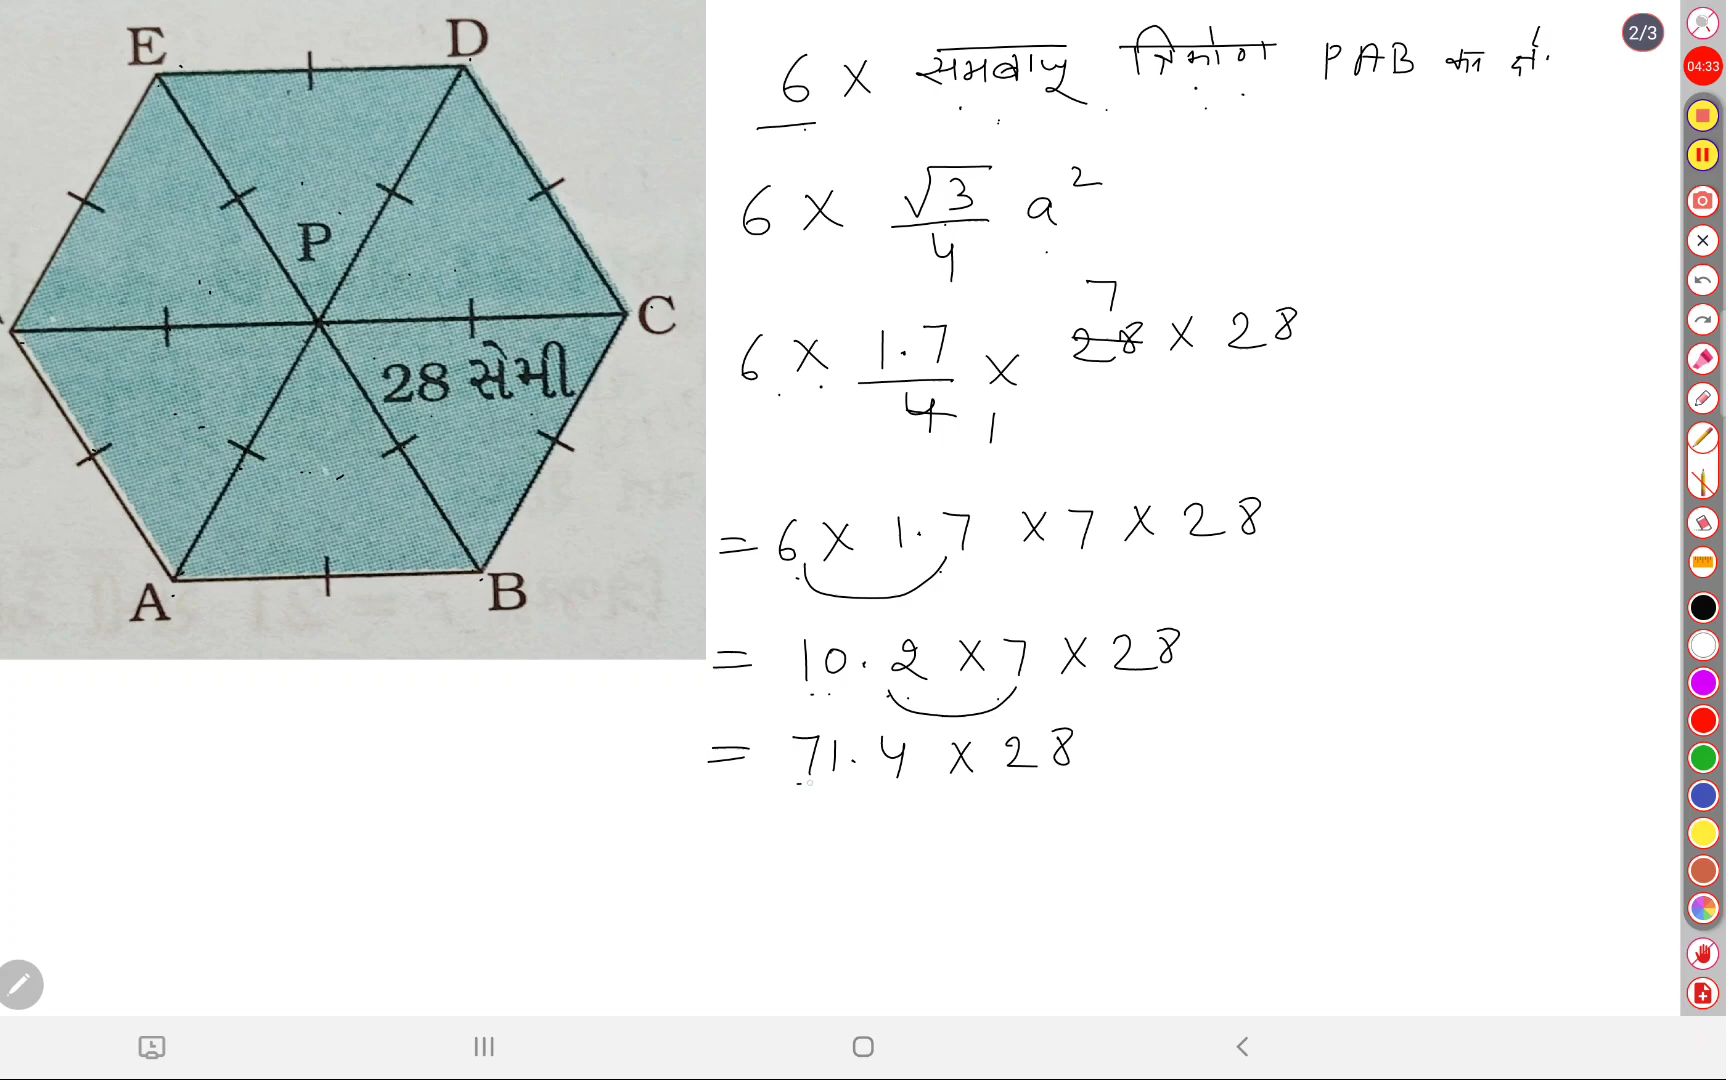 E D
P
C
28 સેમી
A B
6 × समबाजु त्रिकोण PAB का क्षे.
6 × √3/4 a²
7
6 × 1.7/4 × 28 × 28
1
= 6 × 1.7 × 7 × 28
= 10.2 × 7 × 28
= 71.4 × 28
2/3
04:33